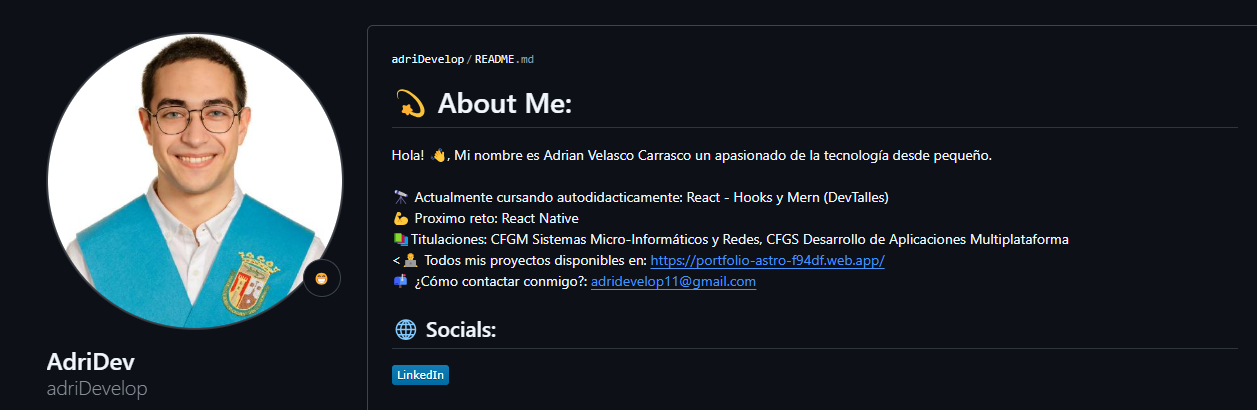 adriDevelop/README.md
About Me:
Hola! 👋, Mi nombre es Adrian Velasco Carrasco un apasionado de la tecnología desde pequeño.
🔭 Actualmente cursando autodidacticamente: React - Hooks y Mern (DevTalles)
💪 Proximo reto: React Native
📚Titulaciones: CFGM Sistemas Micro-Informáticos y Redes, CFGS Desarrollo de Aplicaciones Multiplataforma
< 👨‍💻 Todos mis proyectos disponibles en: https://portfolio-astro-f94df.web.app/
📫 ¿Cómo contactar conmigo?: adridevelop11@gmail.com
🌐 Socials:
LinkedIn
AdriDev
adriDevelop